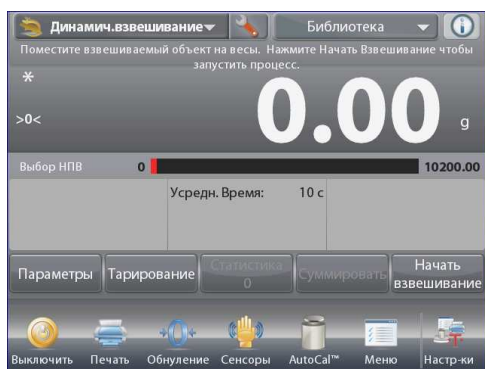 Динамич.взвешивание
Библиотека
Поместите взвешиваемый объект на весы. Нажмите Начать Взвешивание чтобы
запустить процесс.
*
>0<
0.00 g
Выбор НПВ 0 10200.00
Усредн. Время: 10 с
Параметры
Тарирование
Статистика
0
Суммировать
Начать
взвешивание
Выключить
Печать
Обнуление
Сенсоры
AutoCal™
Меню
Настр-ки